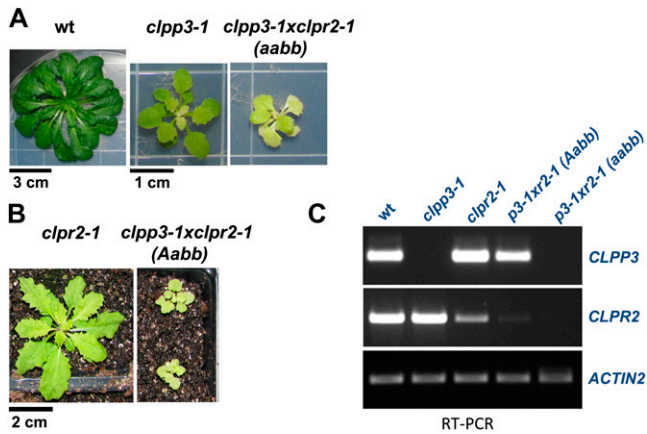 A
wt
clpp3-1
clpp3-1xclpr2-1
(aabb)
3 cm
1 cm
B
clpr2-1
clpp3-1xclpr2-1
(Aabb)
2 cm
C
wt
clpp3-1
clpr2-1
p3-1xr2-1 (Aabb)
p3-1xr2-1 (aabb)
CLPP3
CLPR2
ACTIN2
RT-PCR